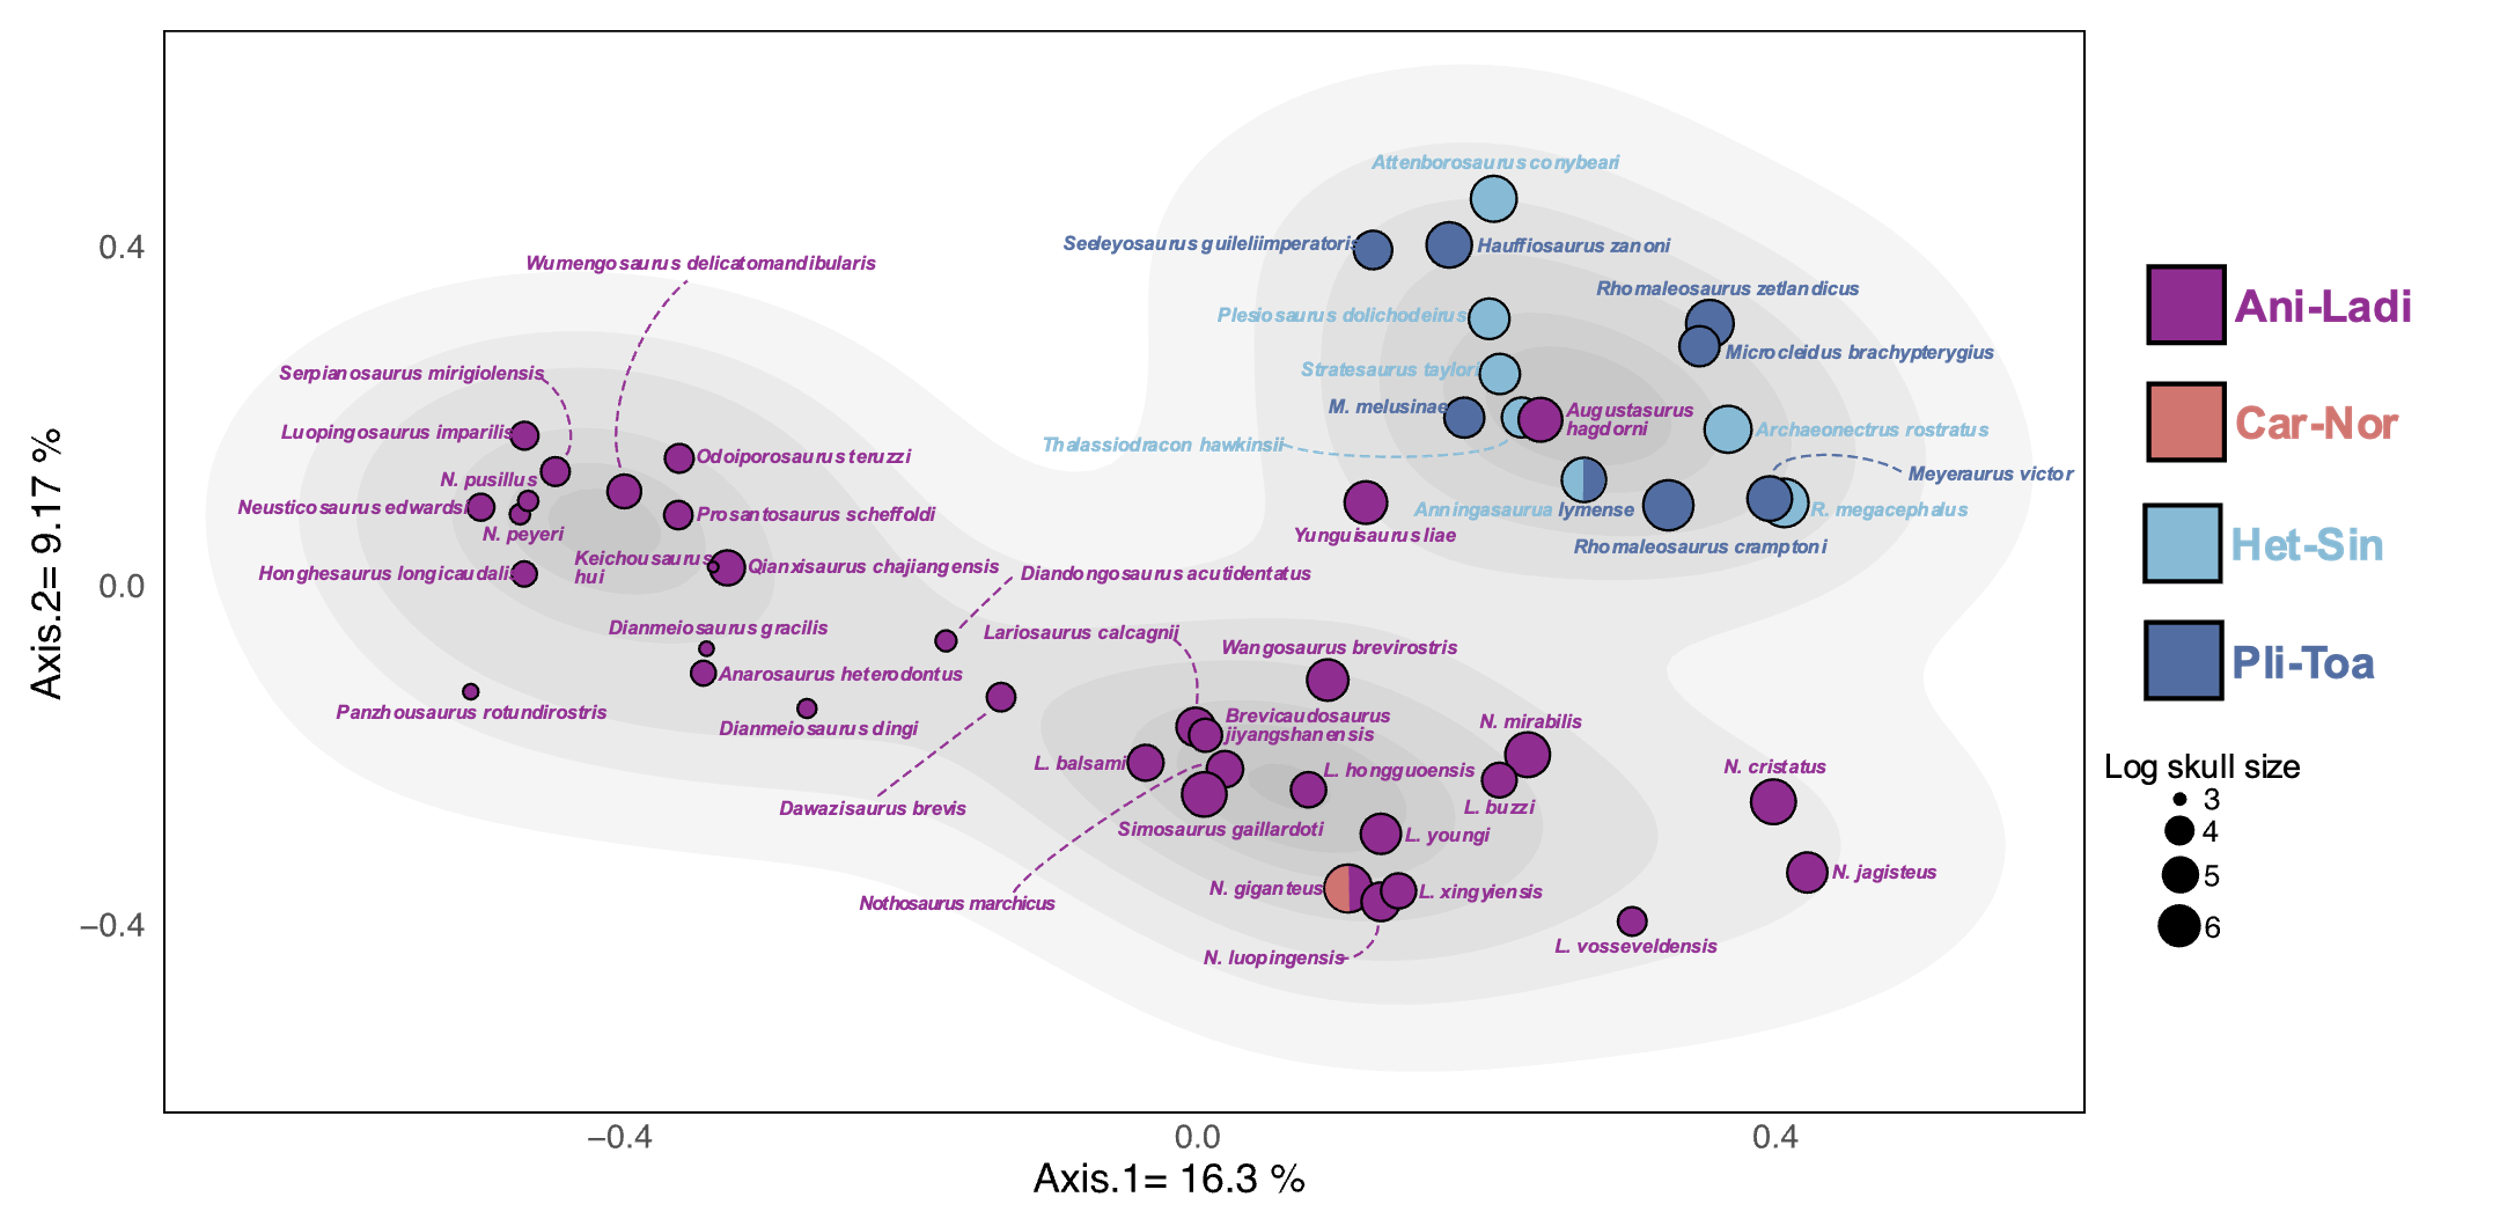 Attenborosaurus conybeari
Seeleyosaurus guileliimperatoris
Hauffiosaurus zanoni
0.4
Wumengosaurus delicatomandibularis
Rhomaleosaurus zetlandicus
Plesiosaurus dolichodeirus
Microcleidus brachypterygius
Serpianosaurus mirigiolensis
Stratesaurus taylori
M. melusinae
Augustasurus
hagdorni
Luopingosaurus imparilis
Thalassiodracon hawkinsii
Archaeonectrus rostratus
Odoiporosaurus teruzzi
Meyeraurus victor
N. pusillus
Neusticosaurus edwardsi
Prosantosaurus scheffoldi
Anningasaurua lymense
R. megacephalus
N. peyeri
Yunguisaurus liae
Rhomaleosaurus cramptoni
Keichousaurus
hui
Qianxisaurus chajiangensis
Honghesaurus longicaudalis
Diandongosaurus acutidentatus
0.0
Dianmeiosaurus gracilis
Lariosaurus calcagnii
Wangosaurus brevirostris
Anarosaurus heterodontus
Panzhousaurus rotundirostris
Dianmeiosaurus dingi
Brevicaudosaurus
jiyangshanensis
N. mirabilis
L. balsami
L. hongguoensis
N. cristatus
Dawazisaurus brevis
L. buzzi
Simosaurus gaillardoti
L. youngi
N. jagisteus
N. giganteus
L. xingyiensis
Nothosaurus marchicus
−0.4
L. vosseveldensis
N. luopingensis
−0.4
0.0
0.4
Axis.1= 16.3 %
Axis.2= 9.17 %
Ani-Ladi
Car-Nor
Het-Sin
Pli-Toa
Log skull size
3
4
5
6